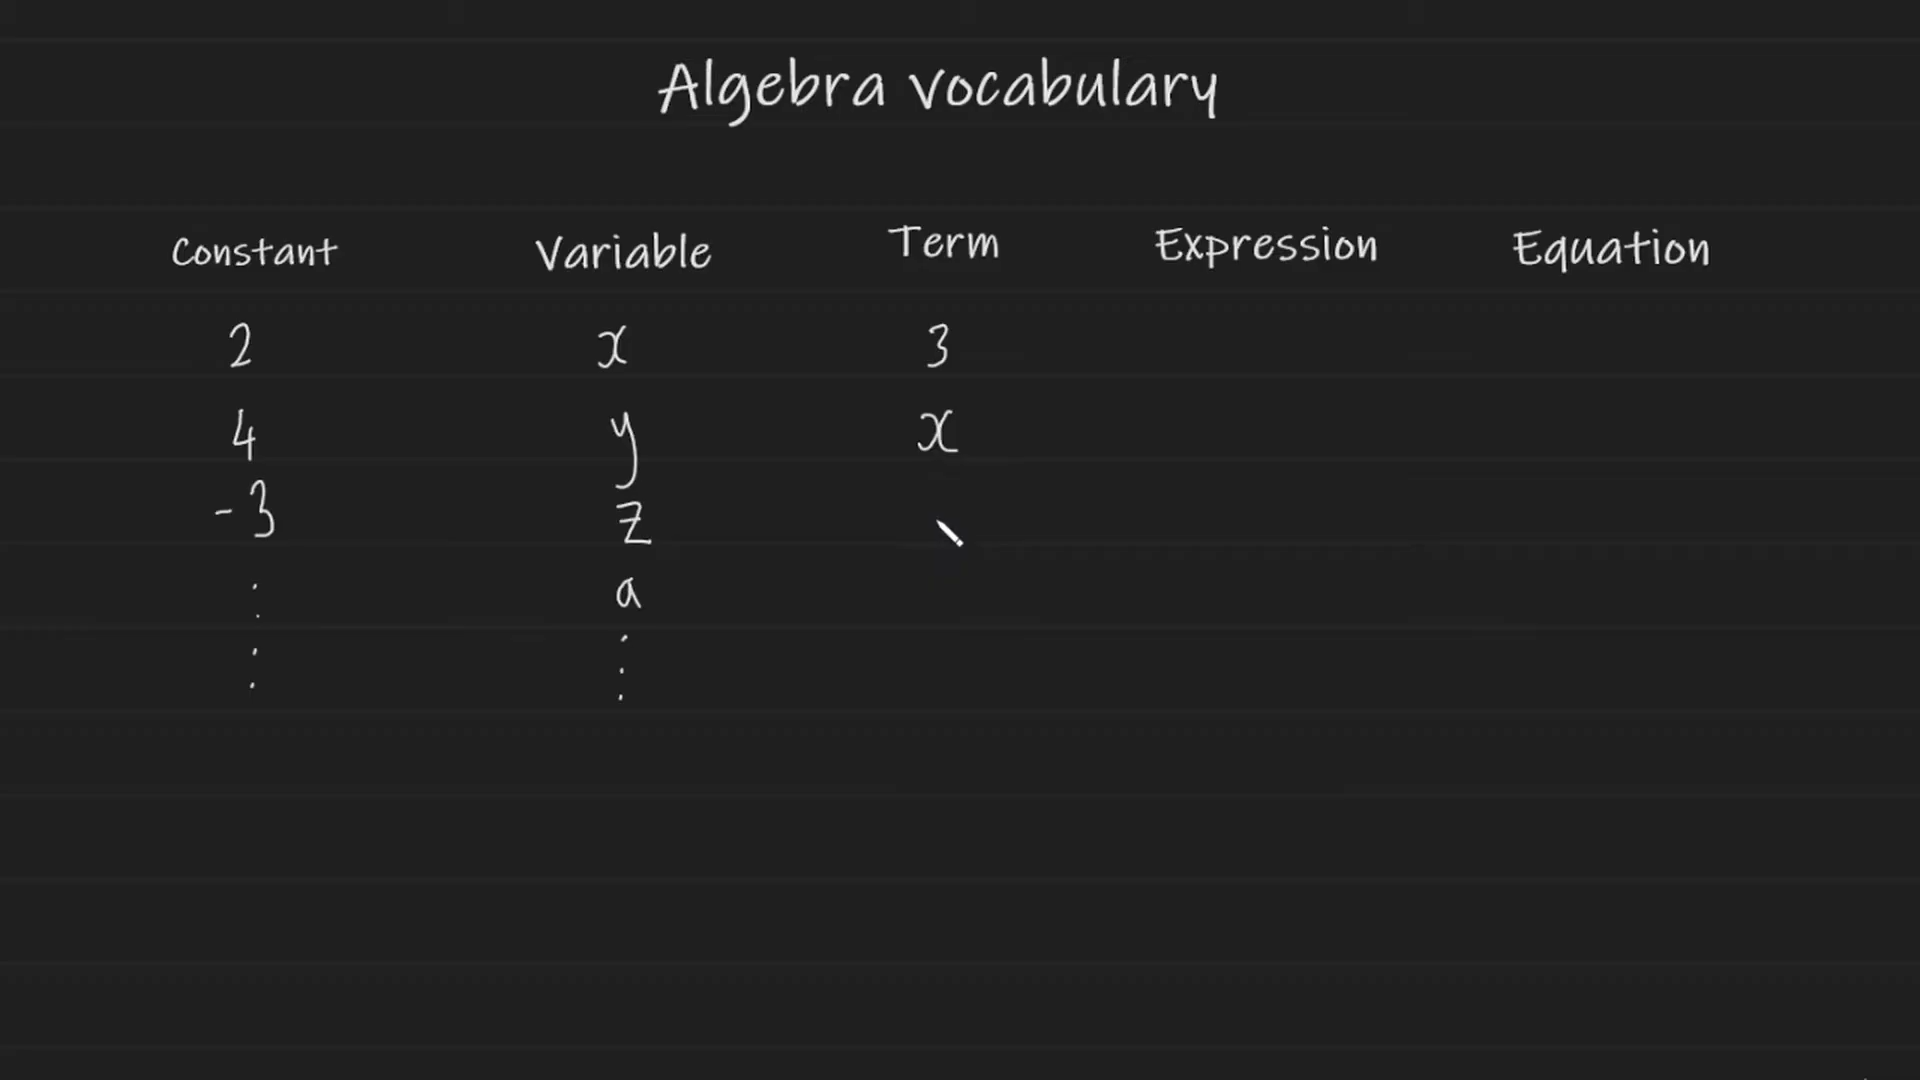 Algebra vocabulary
Constant Variable Term Expression Equation
2 x 3
4 y x
-3 z
: a
: :
.